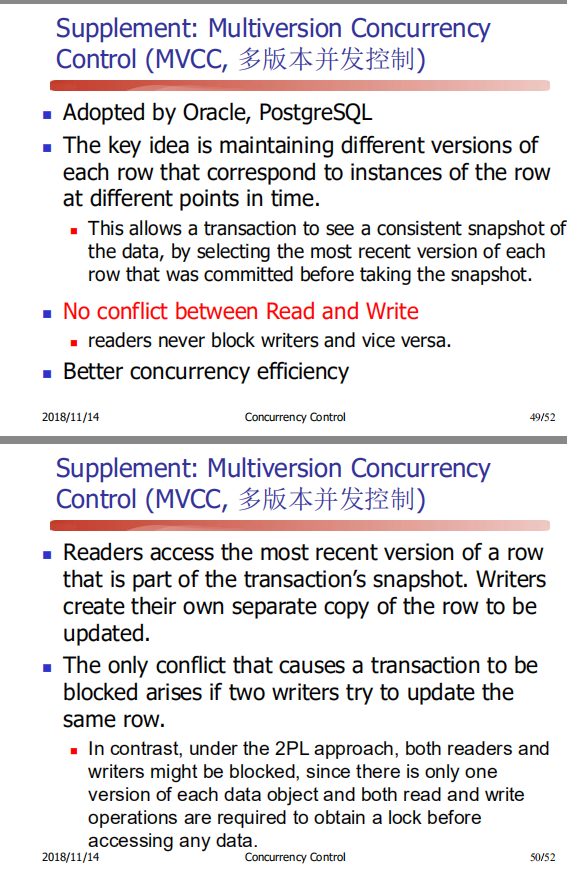 Supplement: Multiversion Concurrency
Control (MVCC, 多版本并发控制)
Adopted by Oracle, PostgreSQL
The key idea is maintaining different versions of
each row that correspond to instances of the row
at different points in time.
This allows a transaction to see a consistent snapshot of
the data, by selecting the most recent version of each
row that was committed before taking the snapshot.
No conflict between Read and Write
readers never block writers and vice versa.
Better concurrency efficiency
2018/11/14 Concurrency Control 49/52
Supplement: Multiversion Concurrency
Control (MVCC, 多版本并发控制)
Readers access the most recent version of a row
that is part of the transaction’s snapshot. Writers
create their own separate copy of the row to be
updated.
The only conflict that causes a transaction to be
blocked arises if two writers try to update the
same row.
In contrast, under the 2PL approach, both readers and
writers might be blocked, since there is only one
version of each data object and both read and write
operations are required to obtain a lock before
accessing any data.
2018/11/14 Concurrency Control 50/52